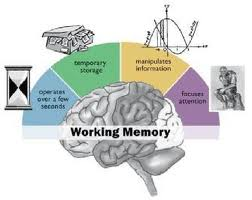 operates
over a few
seconds
temporary
storage
manipulates
information
focuses
attention
Working Memory